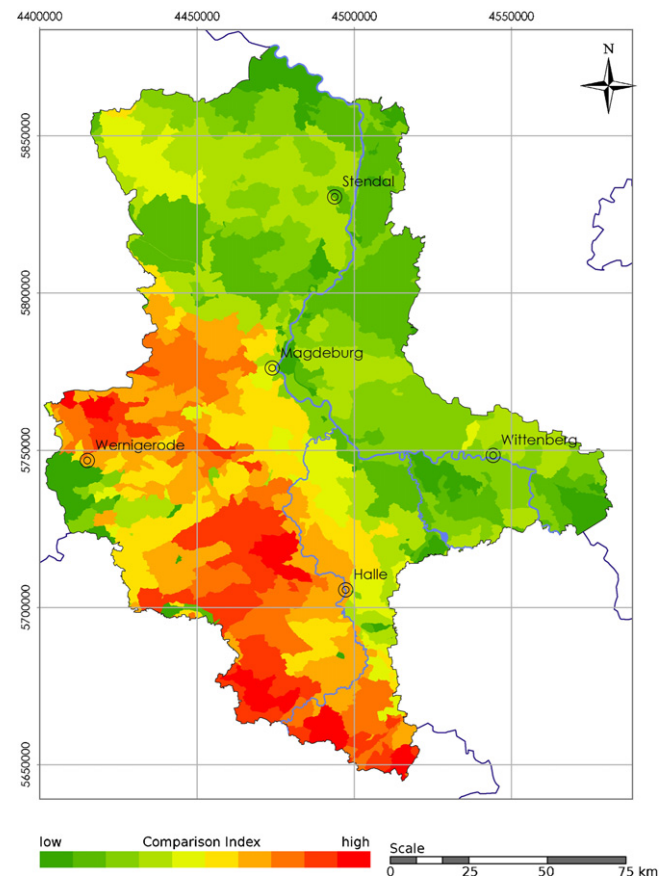 4400000 4450000 4500000 4550000
N
5850000
Stendal
5800000
Magdeburg
5750000
Wernigerode
Wittenberg
Halle
5700000
5650000
low Comparison Index high
Scale
0 25 50 75 km